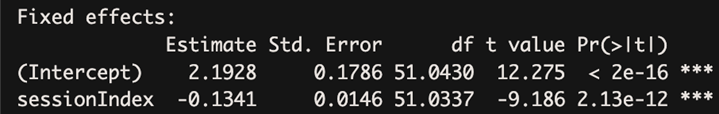 Fixed effects:
Estimate Std. Error df t value Pr(>|t|)
(Intercept) 2.1928 0.1786 51.0430 12.275 < 2e-16 ***
sessionIndex -0.1341 0.0146 51.0337 -9.186 2.13e-12 ***